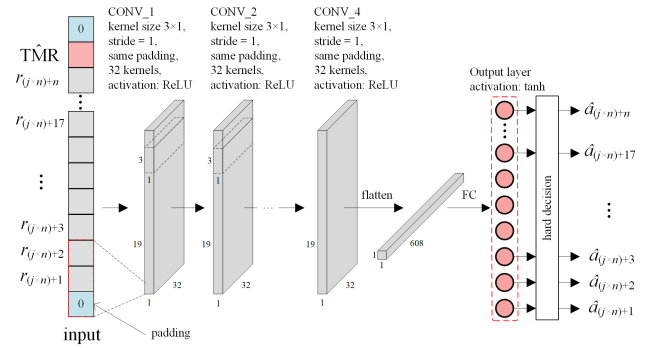 CONV_1
kernel size 3×1,
stride = 1,
same padding,
32 kernels,
activation: ReLU
CONV_2
kernel size 3×1,
stride = 1,
same padding,
32 kernels,
activation: ReLU
CONV_4
kernel size 3×1,
stride = 1,
same padding,
32 kernels,
activation: ReLU
Output layer
activation: tanh
0
TM̂R
r(j×n)+n
r(j×n)+17
r(j×n)+3
r(j×n)+2
r(j×n)+1
0
input
padding
3
1
19
32
1
3
1
19
32
1
...
19
32
1
flatten
1
1
608
FC
hard decision
â(j×n)+n
â(j×n)+17
â(j×n)+3
â(j×n)+2
â(j×n)+1